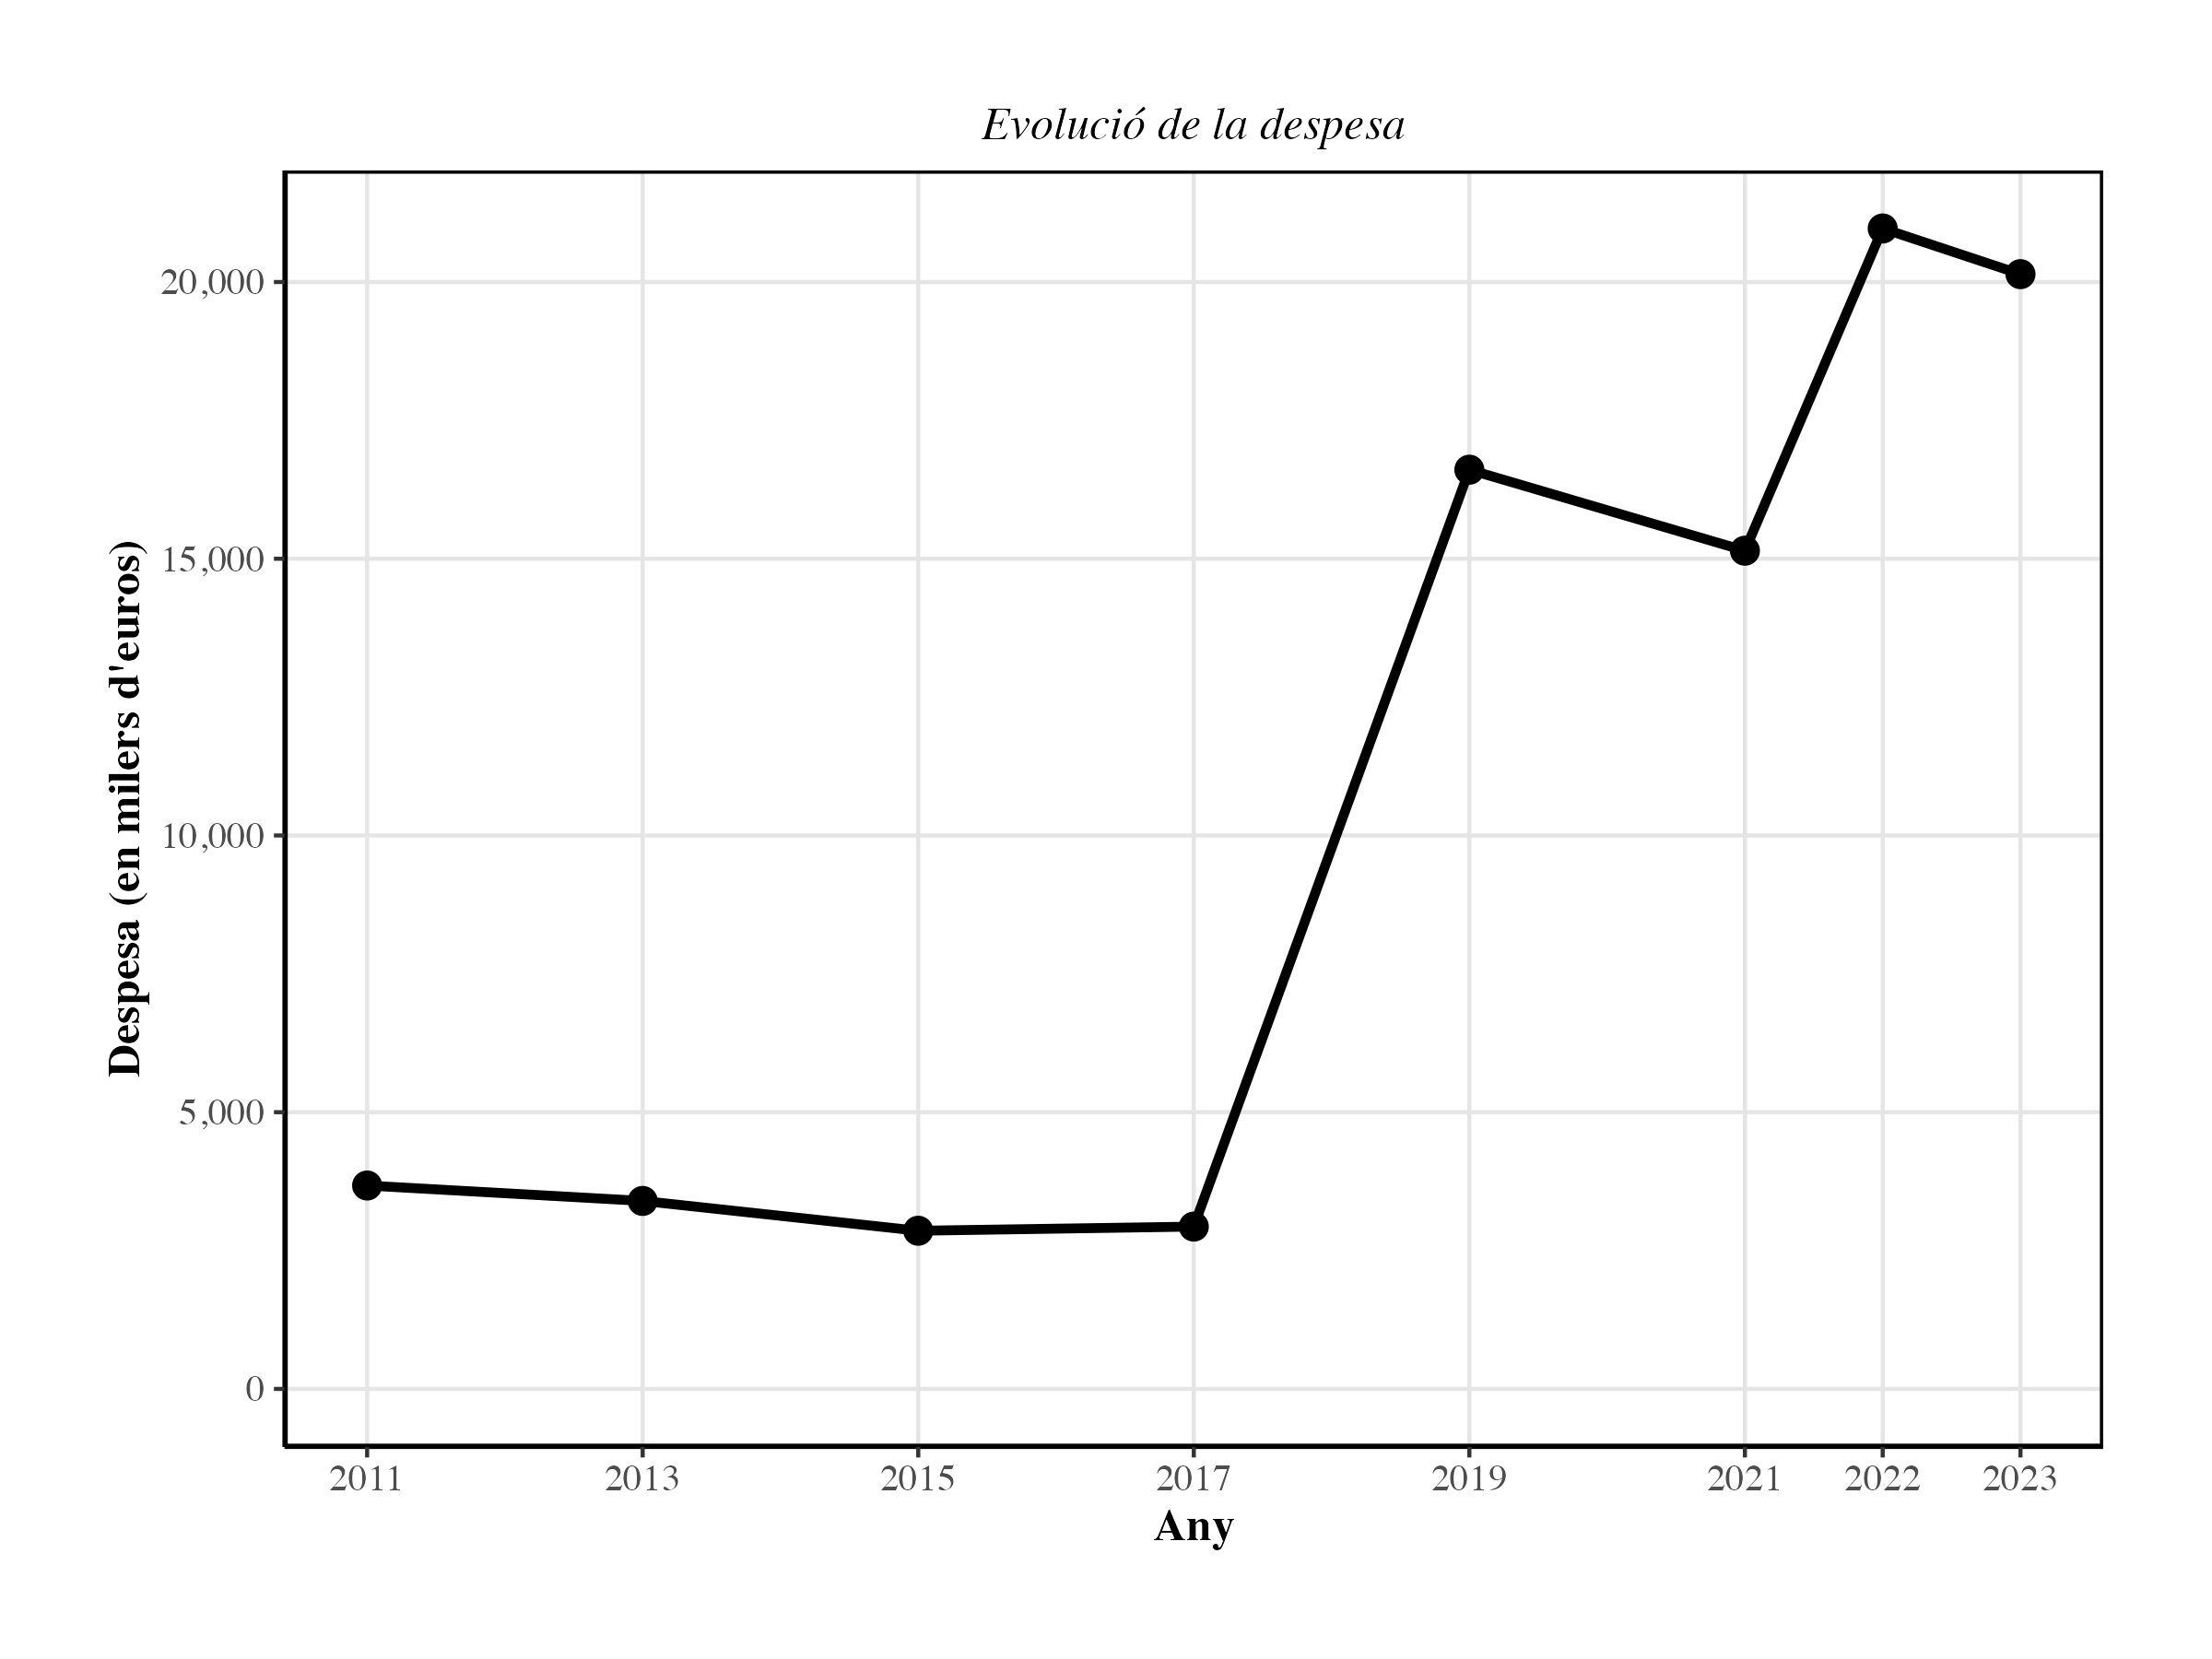 Evolució de la despesa
Despesa (en milers d'euros)
20,000
15,000
10,000
5,000
0
2011 2013 2015 2017 2019 2021 2022 2023
Any